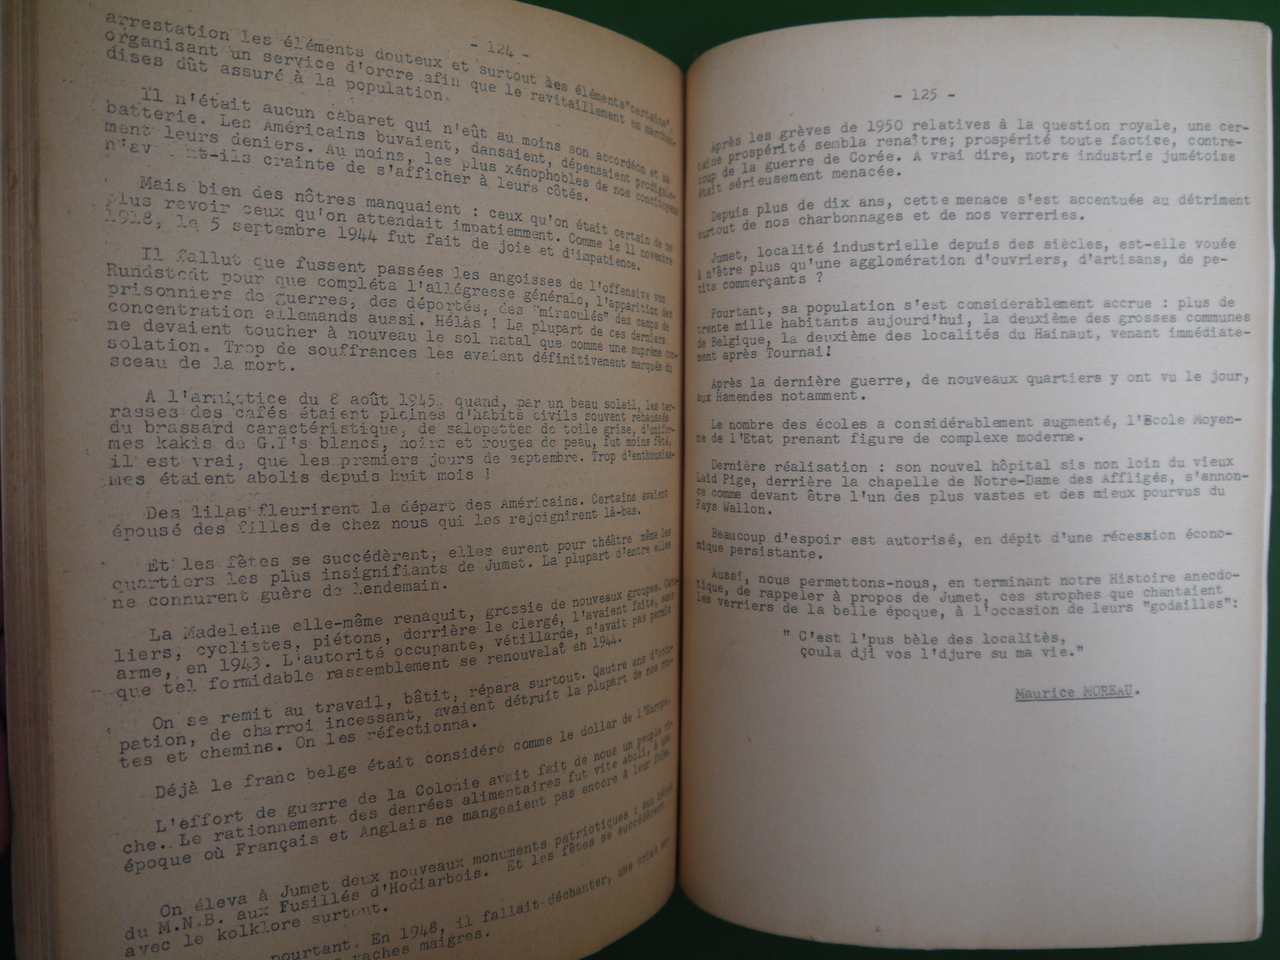 - 124 -
arrestation les éléments douteux et surtout des éléments "certains",
organisant un service d'ordre afin que le ravitaillement en marchan-
dises dût assuré à la population.
Il n'était aucun cabaret qui n'eût au moins son accordéon et sa
batterie. Les Américains buvaient, dansaient, dépensaient prodigale-
ment leurs deniers. Au moins, les plus xénophobes de nos concitoyens
n'av nt-ils crainte de s'afficher à leurs côtés.
Mais bien des nôtres manquaient : ceux qu'on était certain de ne
plus revoir ceux qu'on attendait impatiemment. Comme le 11 novembre
1918, le 5 septembre 1944 fut fait de joie et d'impatience.
Il fallut que fussent passées les angoisses de l'offensive von
Rundstedt pour que compléta l'allégresse générale, l'apparition des
prisonniers de guerres, des déportés, des "miraculés" des camps de
concentration allemands aussi. Hélas ! La plupart de ces derniers
ne devaient toucher à nouveau le sol natal que comme une suprême con-
solation. Trop de souffrances les avaient définitivement marqués du
sceau de la mort.
A l'armistice du 8 août 1945, quand, par un beau soleil, les ter-
rasses des cafés étaient pleines d'habits civils souvent rehaussés
du brassard caractéristique, de salopettes de toile grise, d'unifor-
mes kakis de G.I's blancs, noirs et rouges de peau, fut moins fêté,
il est vrai, que les premiers jours de septembre. Trop d'enthousias-
mes étaient abolis depuis huit mois !
Des lilas fleurirent le départ des Américains. Certains avaient
épousé des filles de chez nous qui les rejoignirent là-bas.
Et les fêtes se succédèrent, elles eurent pour théâtre même les
quartiers les plus insignifiants de Jumet. La plupart d'entre elles
ne connurent guère de lendemain.
La Madeleine elle-même renaquit, grossie de nouveaux groupes. Cava-
liers, cyclistes, piétons, derrière le clergé, l'avaient faite, sans
arme, en 1943. L'autorité occupante, vétillarde, n'avait pas permis
que tel formidable rassemblement se renouvelat en 1944.
On se remit au travail, bâtit, répara surtout. Qautre ans d'occu-
pation, de charroi incessant, avaient détruit la plupart de nos rou-
tes et chemins. On les réfectionna.
Déjà le franc belge était considéré comme le dollar de l'Europe.
L'effort de guerre de la Colonie avait fait de nous un peuple ri-
che. Le rationnement des denrées alimentaires fut vite aboli, à une
époque où Français et Anglais ne mangeaient pas encore à leur faim.
On éleva à Jumet deux nouveaux monuments patriotiques : aux héros
du M.N.B. aux Fusillés d'Hodiarbois. Et les fêtes se succédèrent
avec le kolklore surtout.
pourtant. En 1948, il fallait déchanter, une crise
vaches maigres.
- 125 -
Après les grèves de 1950 relatives à la question royale, une cer-
taine prospérité sembla renaître; prospérité toute factice, contre-
coup de la guerre de Corée. A vrai dire, notre industrie jumétoise
était sérieusement menacée.
Depuis plus de dix ans, cette menace s'est accentuée au détriment
surtout de nos charbonnages et de nos verreries.
Jumet, localité industrielle depuis des siècles, est-elle vouée
à n'être plus qu'une agglomération d'ouvriers, d'artisans, de pe-
tits commerçants ?
Pourtant, sa population s'est considérablement accrue : plus de
trente mille habitants aujourd'hui, la deuxième des grosses communes
de Belgique, la deuxième des localités du Hainaut, venant immédiate-
ment après Tournai!
Après la dernière guerre, de nouveaux quartiers y ont vu le jour,
aux Hamendes notamment.
Le nombre des écoles a considérablement augmenté, l'Ecole Moyen-
ne de l'Etat prenant figure de complexe moderne.
Dernière réalisation : son nouvel hôpital sis non loin du vieux
Laid Pige, derrière la chapelle de Notre-Dame des Affligés, s'annon-
ce comme devant être l'un des plus vastes et des mieux pourvus du
Pays Wallon.
Beaucoup d'espoir est autorisé, en dépit d'une récession écono-
mique persistante.
Aussi, nous permettons-nous, en terminant notre Histoire anecdo-
tique, de rappeler à propos de Jumet, ces strophes que chantaient
les verriers de la belle époque, à l'occasion de leurs "godailles":
" C'est l'pus bèle des localitès,
çoula dji vos l'djure su ma vie."
Maurice MOREAU.